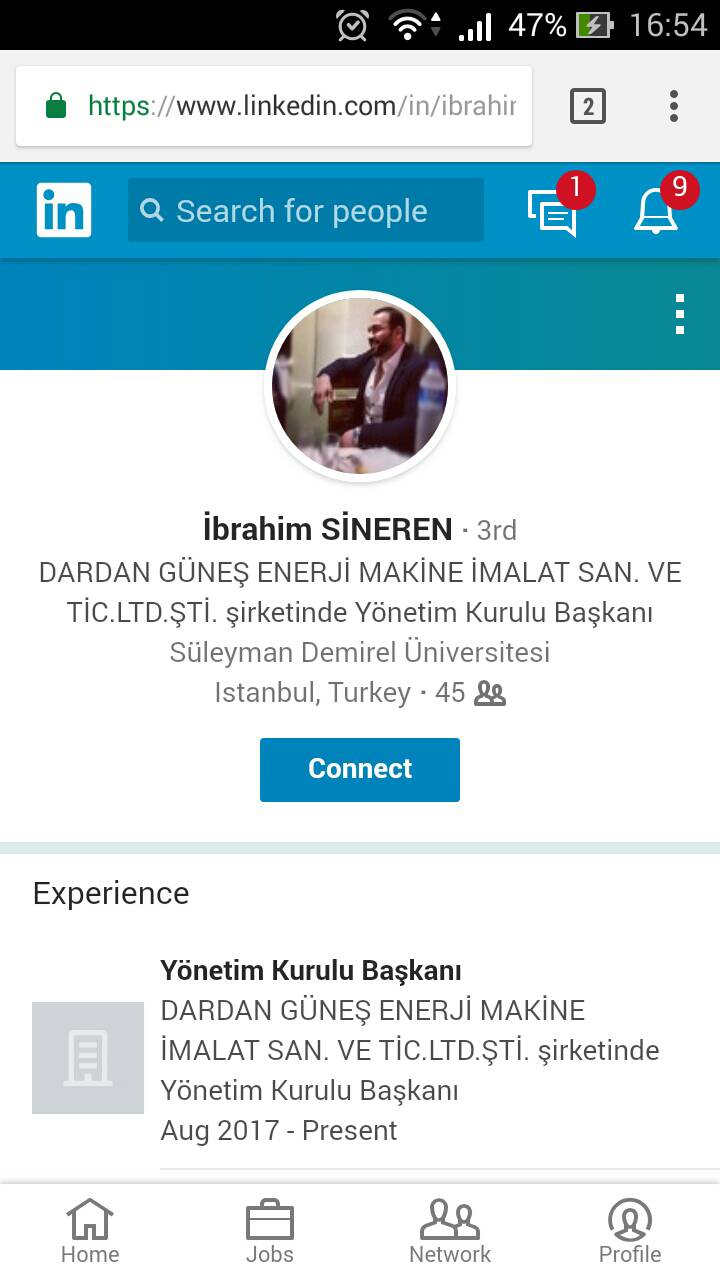 47% 16:54
https://www.linkedin.com/in/ibrahir
2
in Search for people 1 9
İbrahim SİNEREN · 3rd
DARDAN GÜNEŞ ENERJİ MAKİNE İMALAT SAN. VE
TİC.LTD.ŞTİ. şirketinde Yönetim Kurulu Başkanı
Süleyman Demirel Üniversitesi
Istanbul, Turkey · 45
Connect
Experience
Yönetim Kurulu Başkanı
DARDAN GÜNEŞ ENERJİ MAKİNE
İMALAT SAN. VE TİC.LTD.ŞTİ. şirketinde
Yönetim Kurulu Başkanı
Aug 2017 - Present
Home Jobs Network Profile